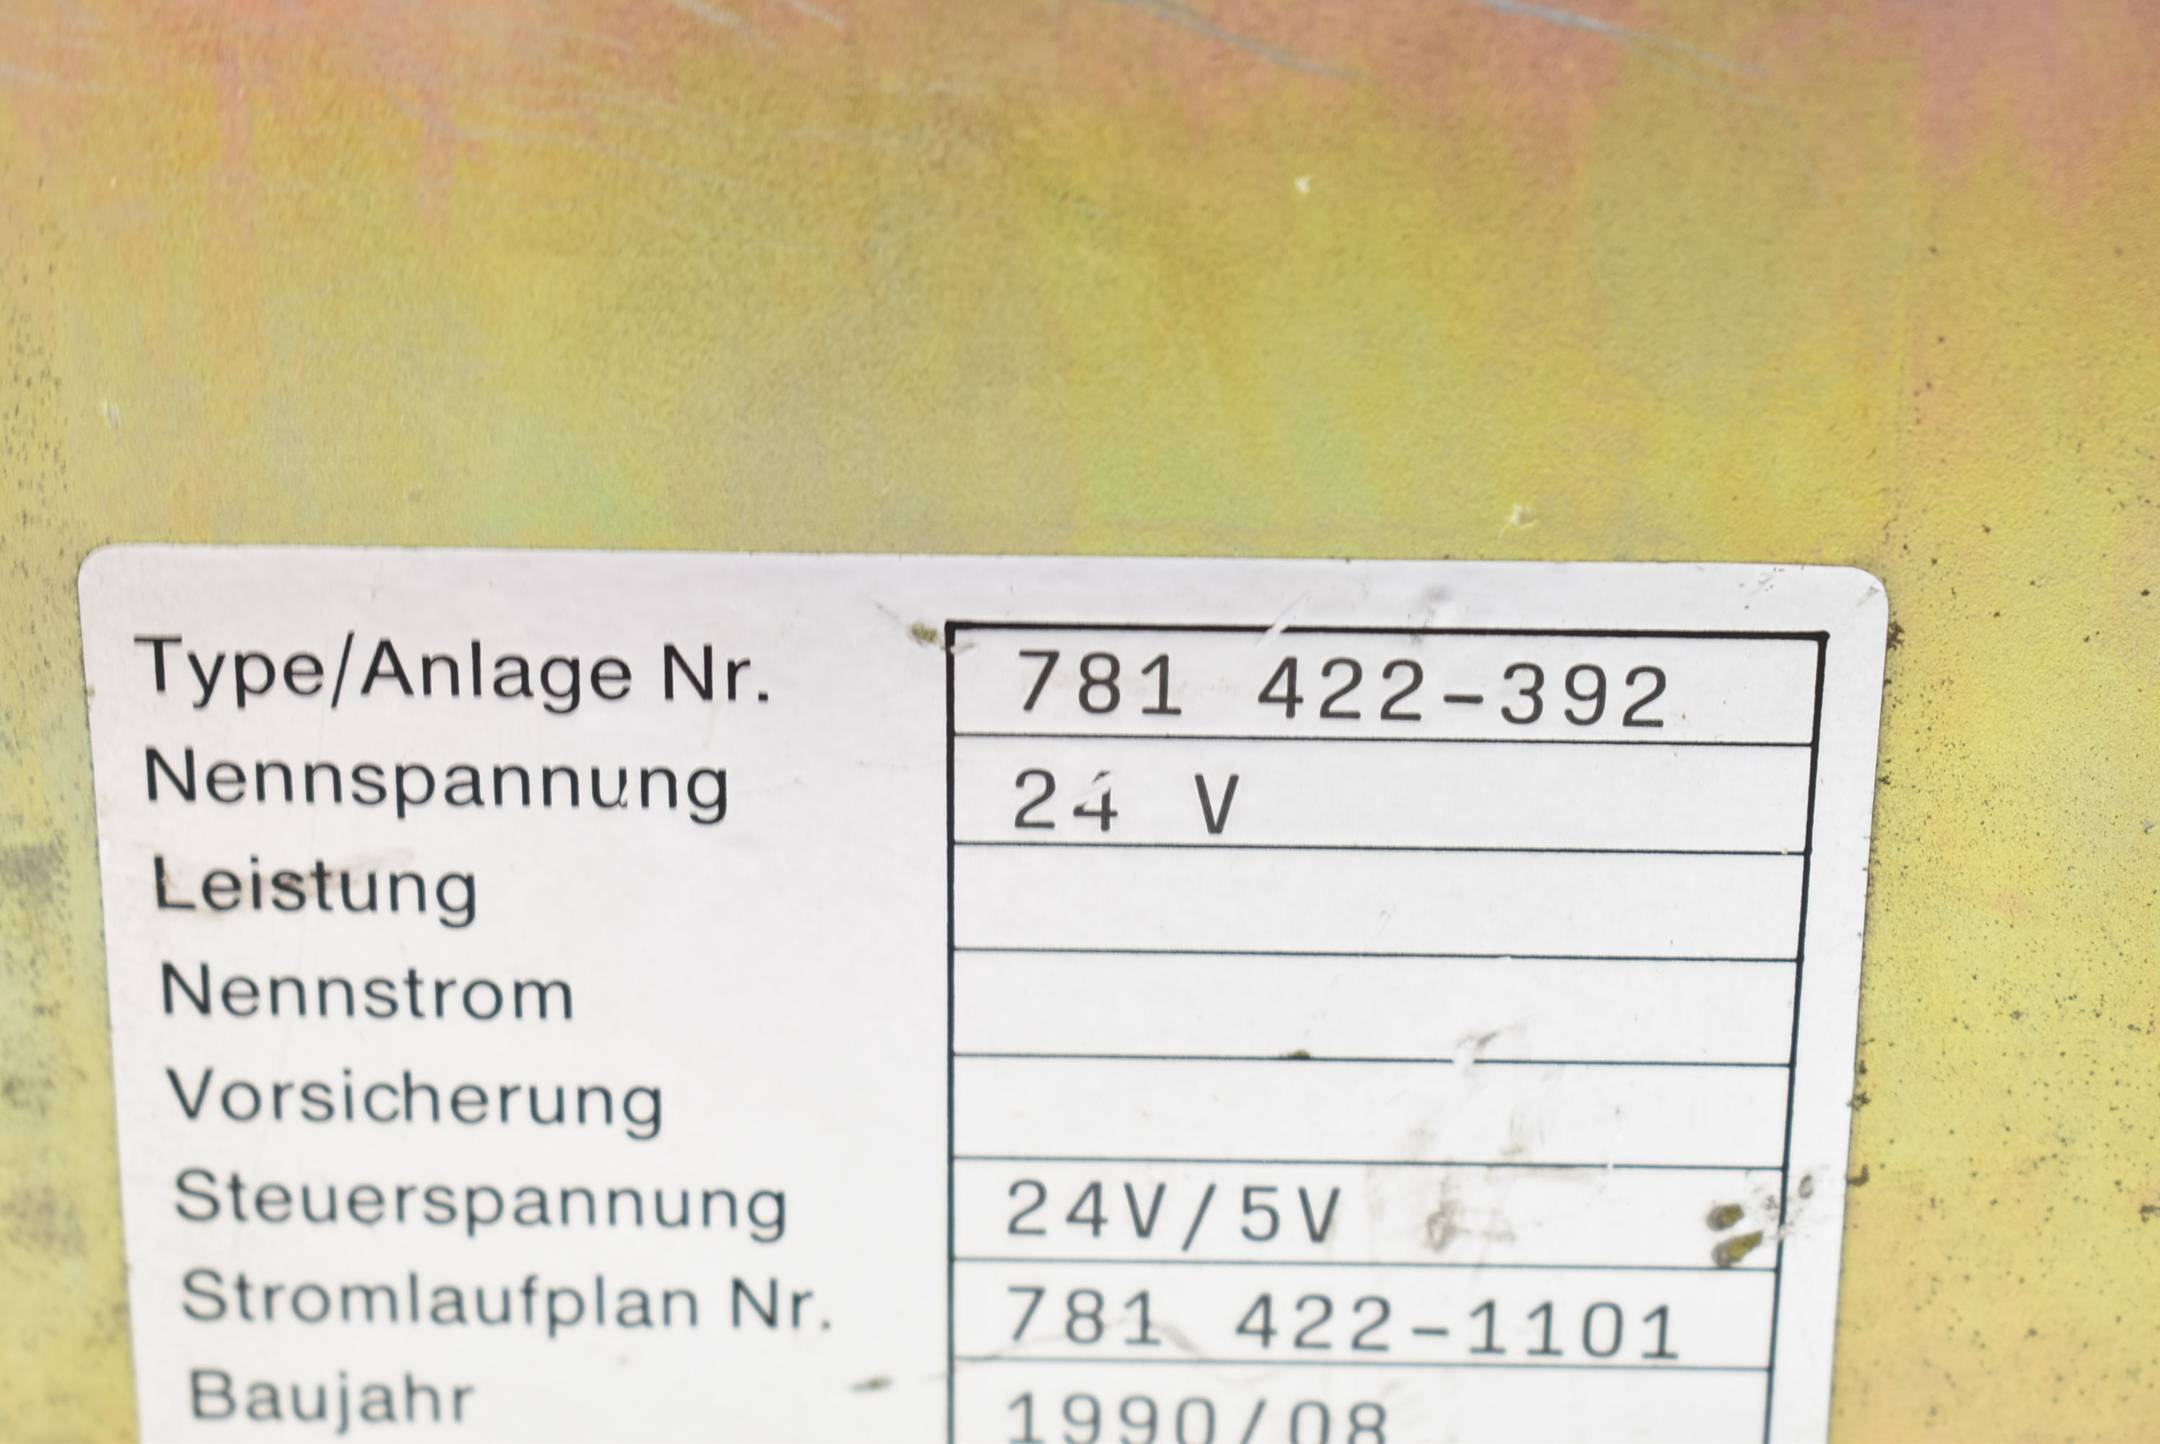 Type/Anlage Nr. 781 422-392
Nennspannung 24 V
Leistung
Nennstrom
Vorsicherung
Steuerspannung 24V/5V
Stromlaufplan Nr. 781 422-1101
Baujahr 1990/08